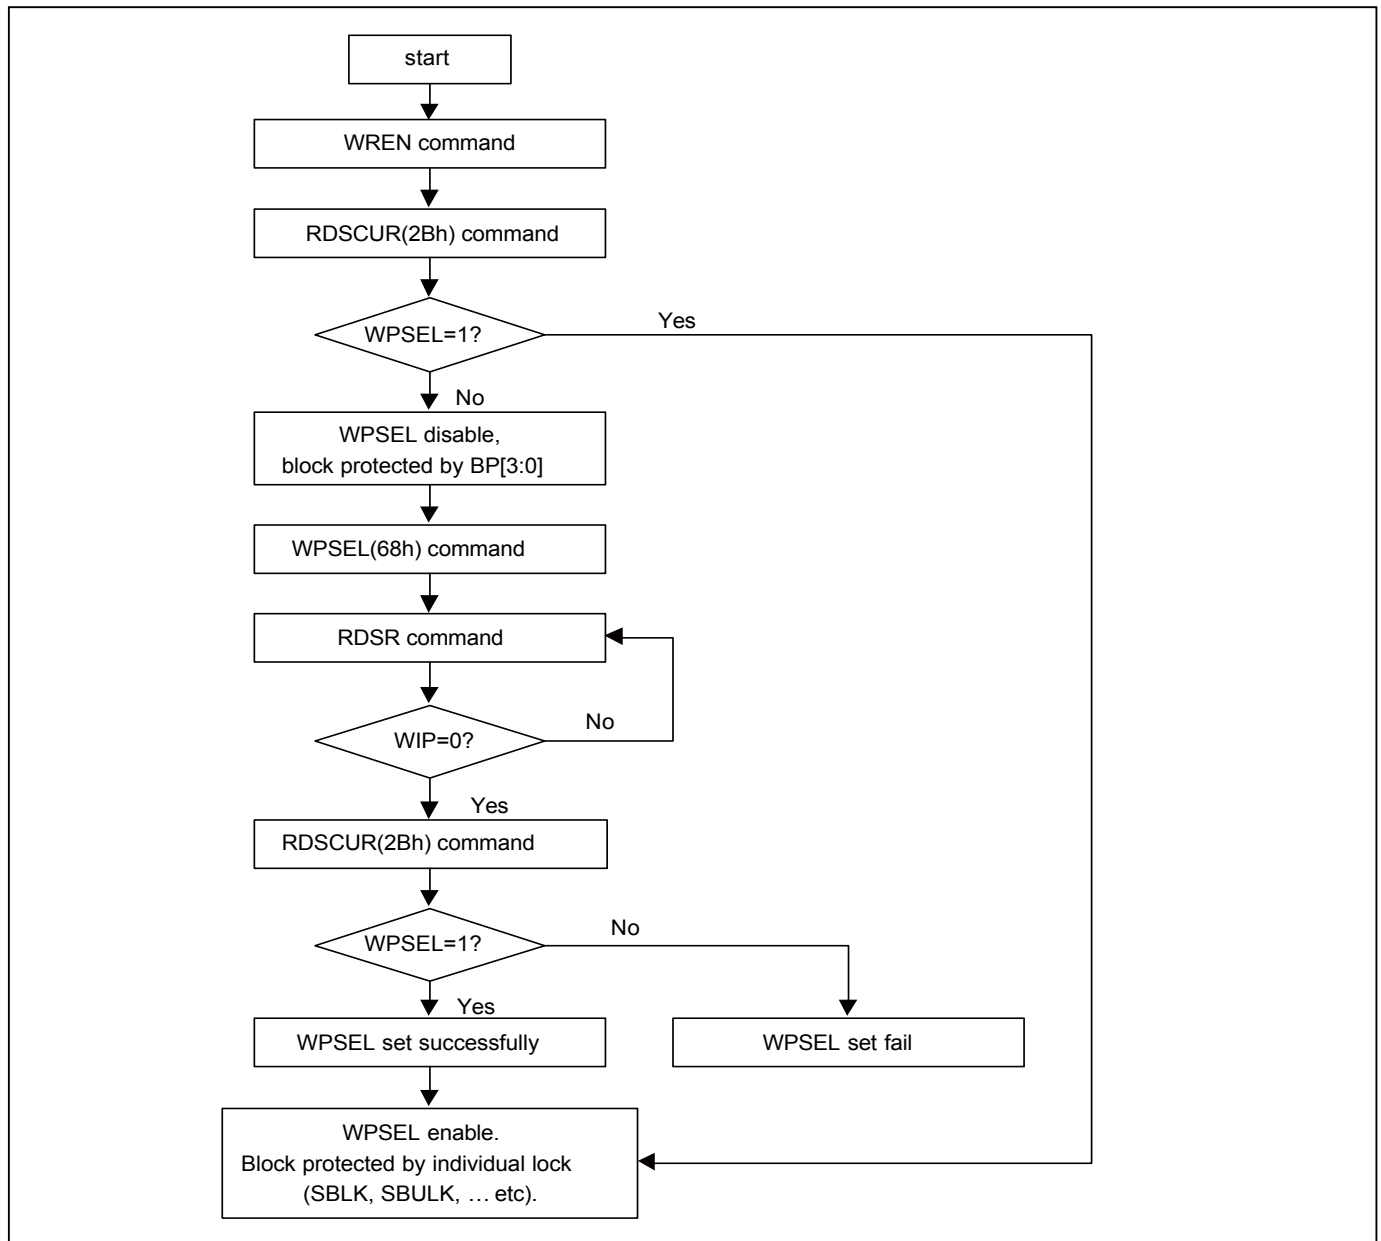 start
WREN command
RDSCUR(2Bh) command
WPSEL=1?
Yes
No
WPSEL disable,
block protected by BP[3:0]
WPSEL(68h) command
RDSR command
WIP=0?
No
Yes
RDSCUR(2Bh) command
WPSEL=1?
No
Yes
WPSEL set successfully
WPSEL set fail
WPSEL enable.
Block protected by individual lock
(SBLK, SBULK, … etc).